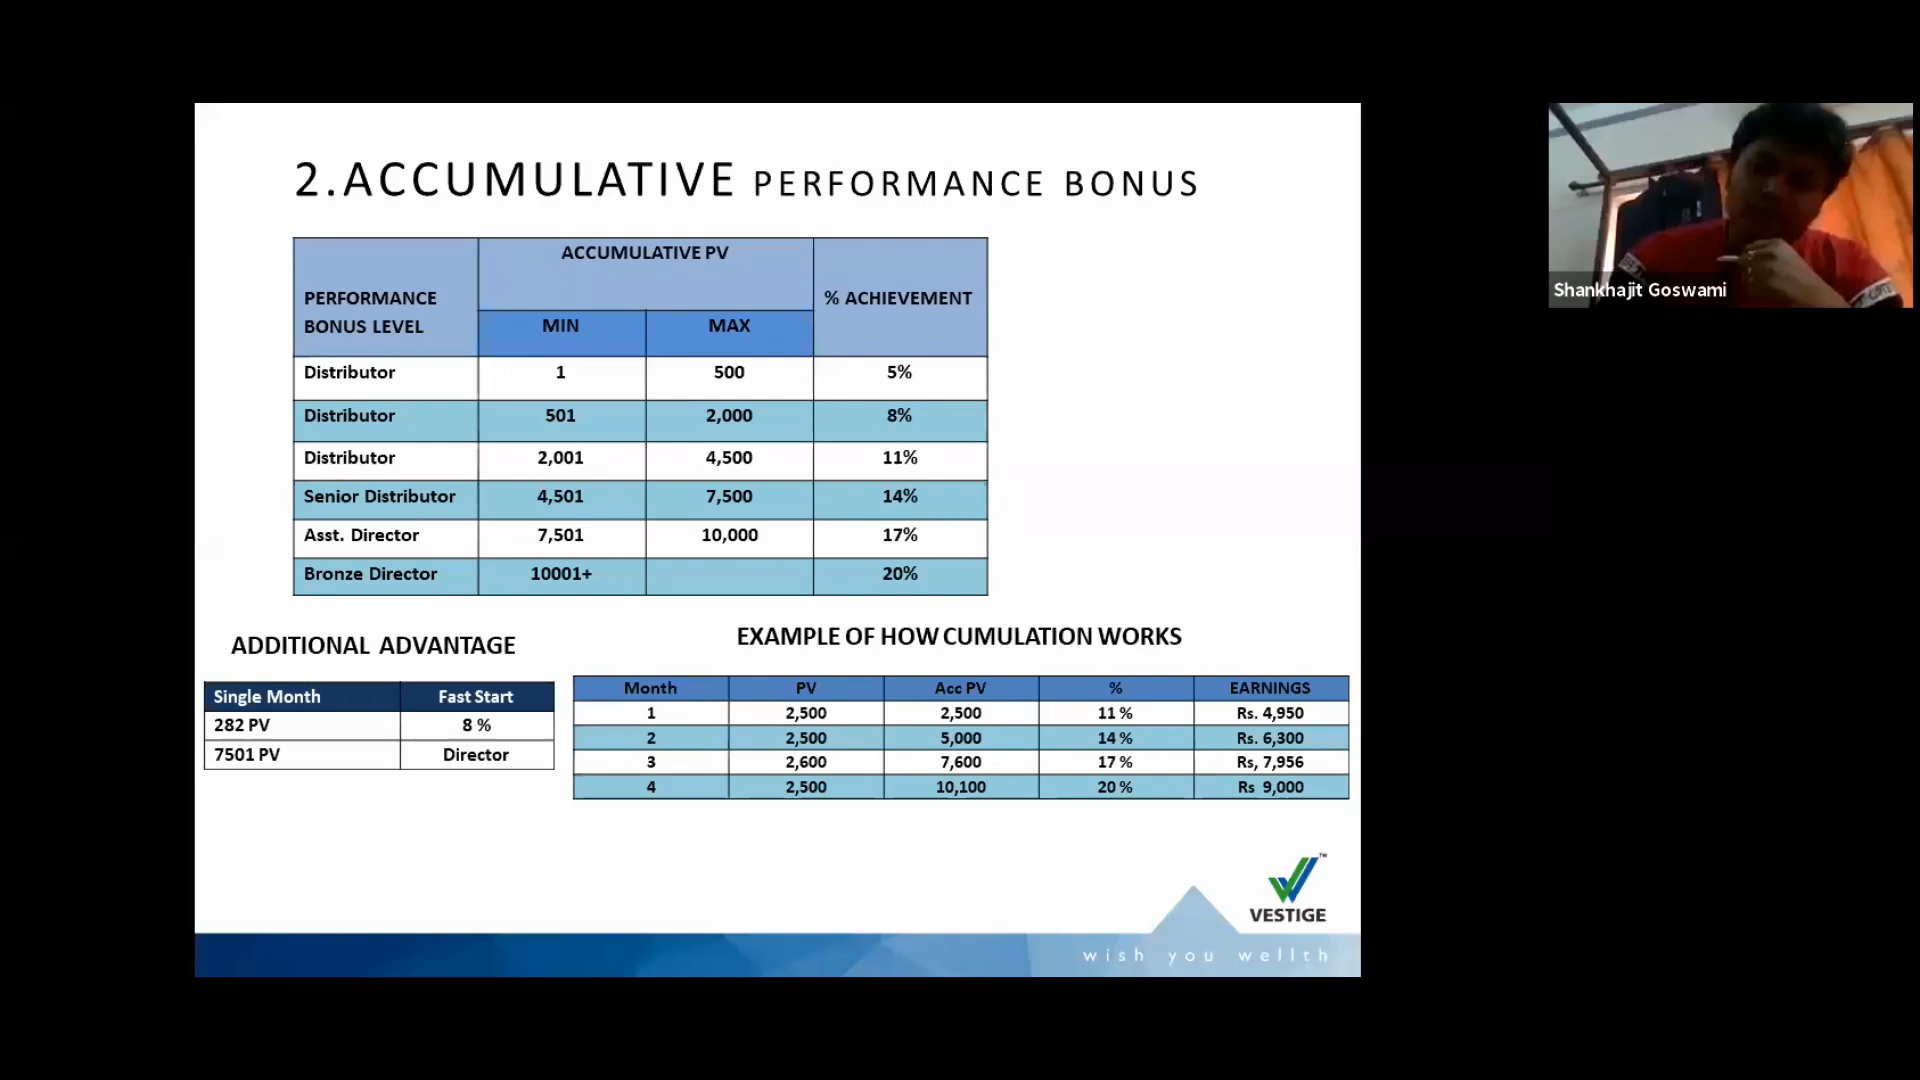 2.ACCUMULATIVE PERFORMANCE BONUS
PERFORMANCE BONUS LEVEL ACCUMULATIVE PV % ACHIEVEMENT
MIN MAX
Distributor 1 500 5%
Distributor 501 2,000 8%
Distributor 2,001 4,500 11%
Senior Distributor 4,501 7,500 14%
Asst. Director 7,501 10,000 17%
Bronze Director 10001+ 20%
ADDITIONAL ADVANTAGE
Single Month Fast Start
282 PV 8 %
7501 PV Director
EXAMPLE OF HOW CUMULATION WORKS
Month PV Acc PV % EARNINGS
1 2,500 2,500 11 % Rs. 4,950
2 2,500 5,000 14 % Rs. 6,300
3 2,600 7,600 17 % Rs, 7,956
4 2,500 10,100 20 % Rs 9,000
VESTIGE™
wish you wellth
Shankhajit Goswami